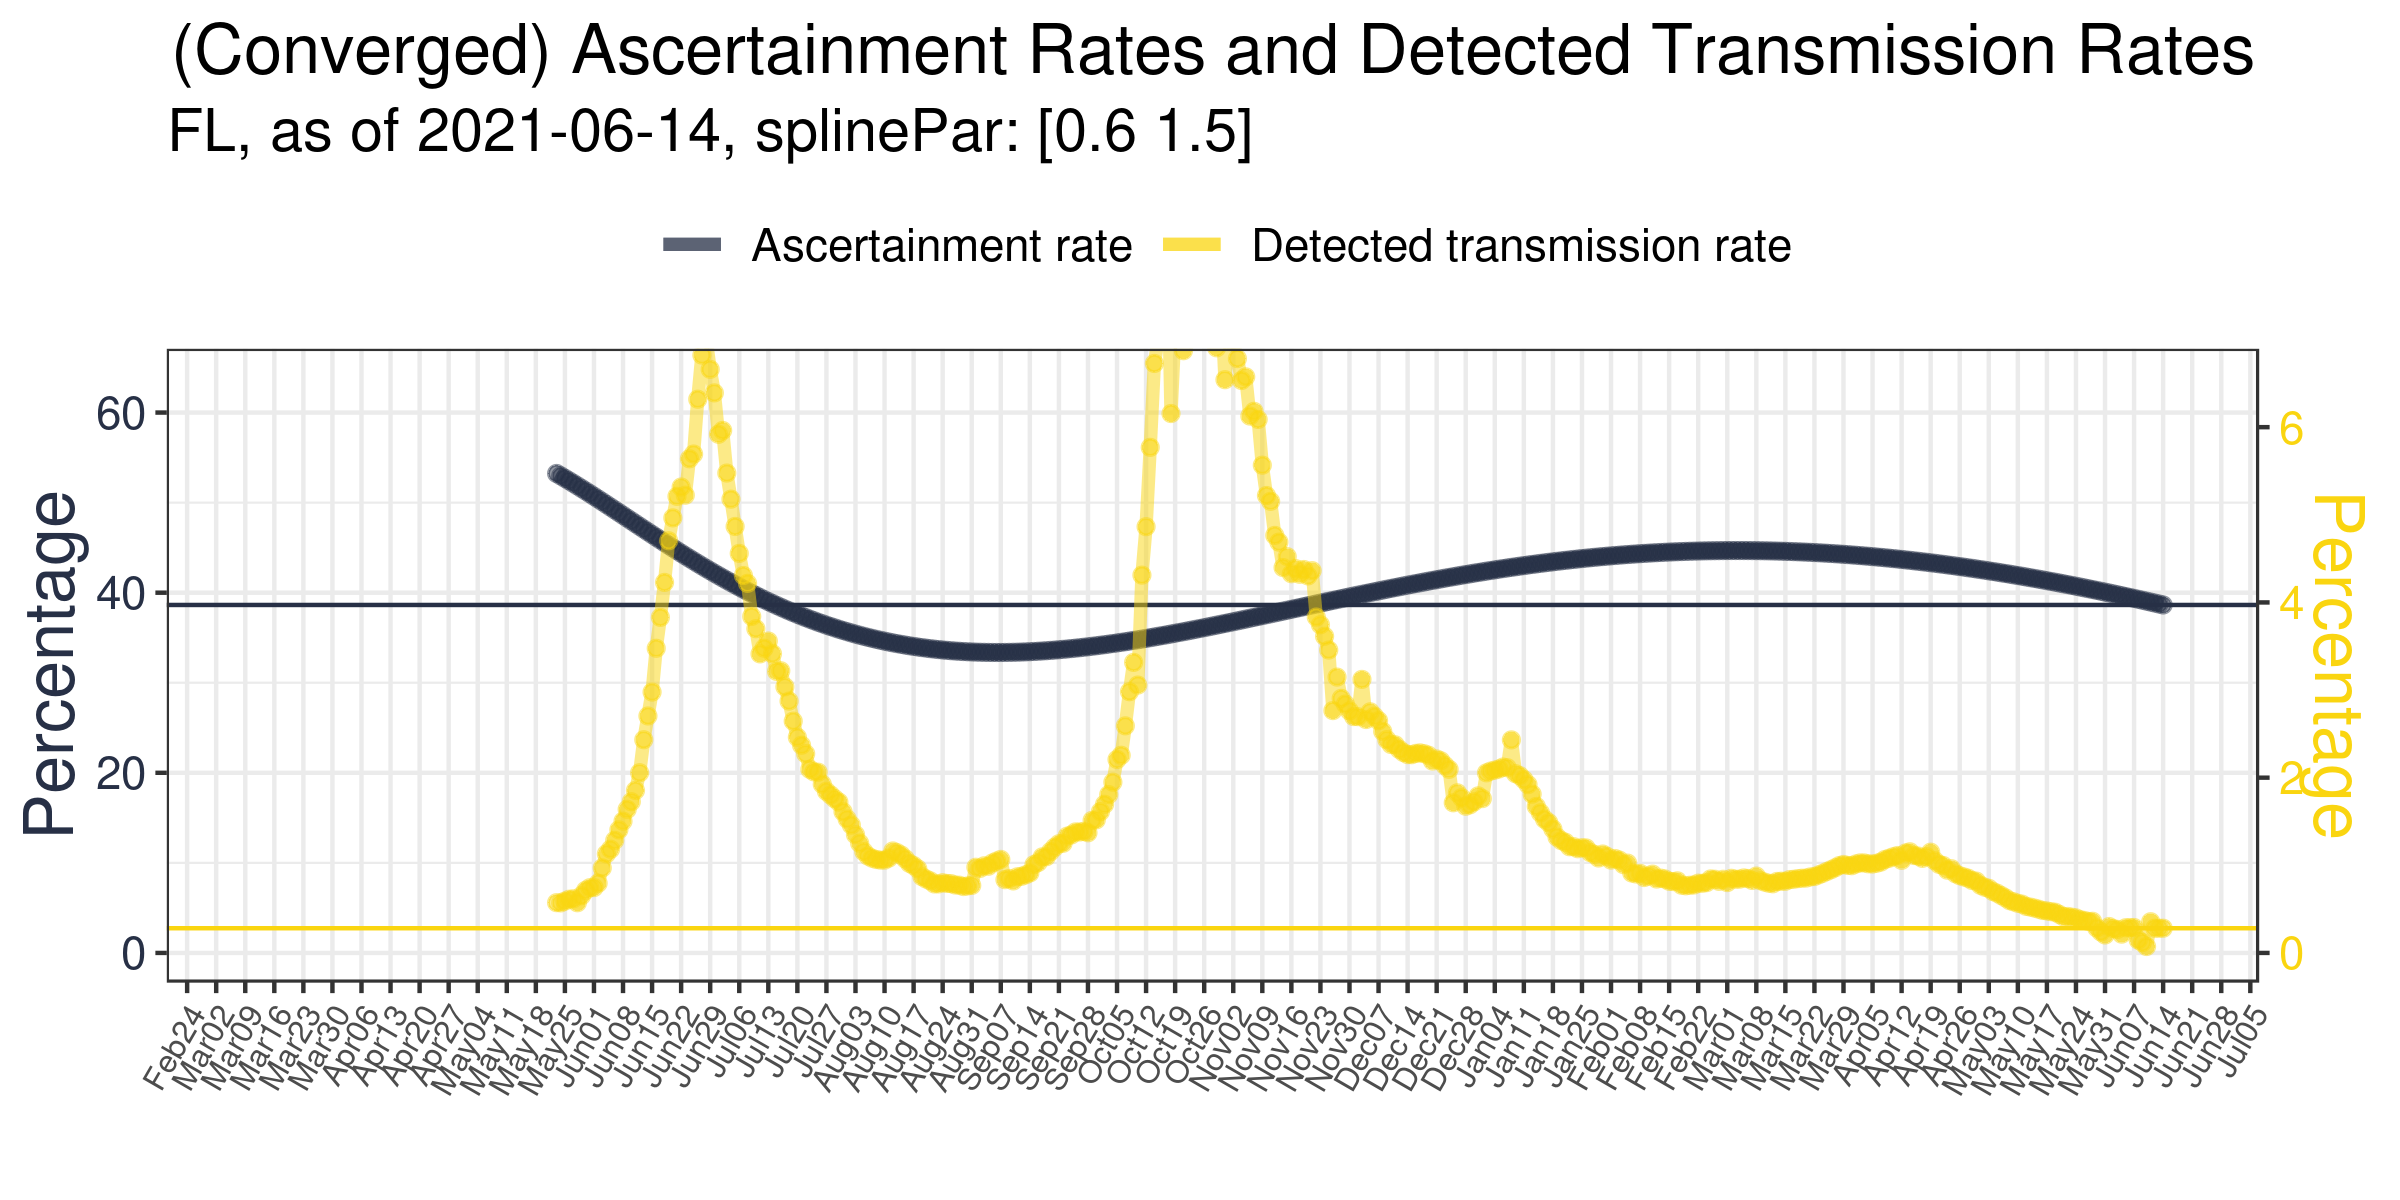 (Converged) Ascertainment Rates and Detected Transmission Rates
FL, as of 2021-06-14, splinePar: [0.6 1.5]
Ascertainment rate Detected transmission rate
Percentage
60
40
20
0
6
4
2
0
Percentage
Feb24
Mar02
Mar09
Mar16
Mar23
Mar30
Apr06
Apr13
Apr20
Apr27
May04
May11
May18
May25
Jun01
Jun08
Jun15
Jun22
Jun29
Jul06
Jul13
Jul20
Jul27
Aug03
Aug10
Aug17
Aug24
Aug31
Sep07
Sep14
Sep21
Sep28
Oct05
Oct12
Oct19
Oct26
Nov02
Nov09
Nov16
Nov23
Nov30
Dec07
Dec14
Dec21
Dec28
Jan04
Jan11
Jan18
Jan25
Feb01
Feb08
Feb15
Feb22
Mar01
Mar08
Mar15
Mar22
Mar29
Apr05
Apr12
Apr19
Apr26
May03
May10
May17
May24
May31
Jun07
Jun14
Jun21
Jun28
Jul05